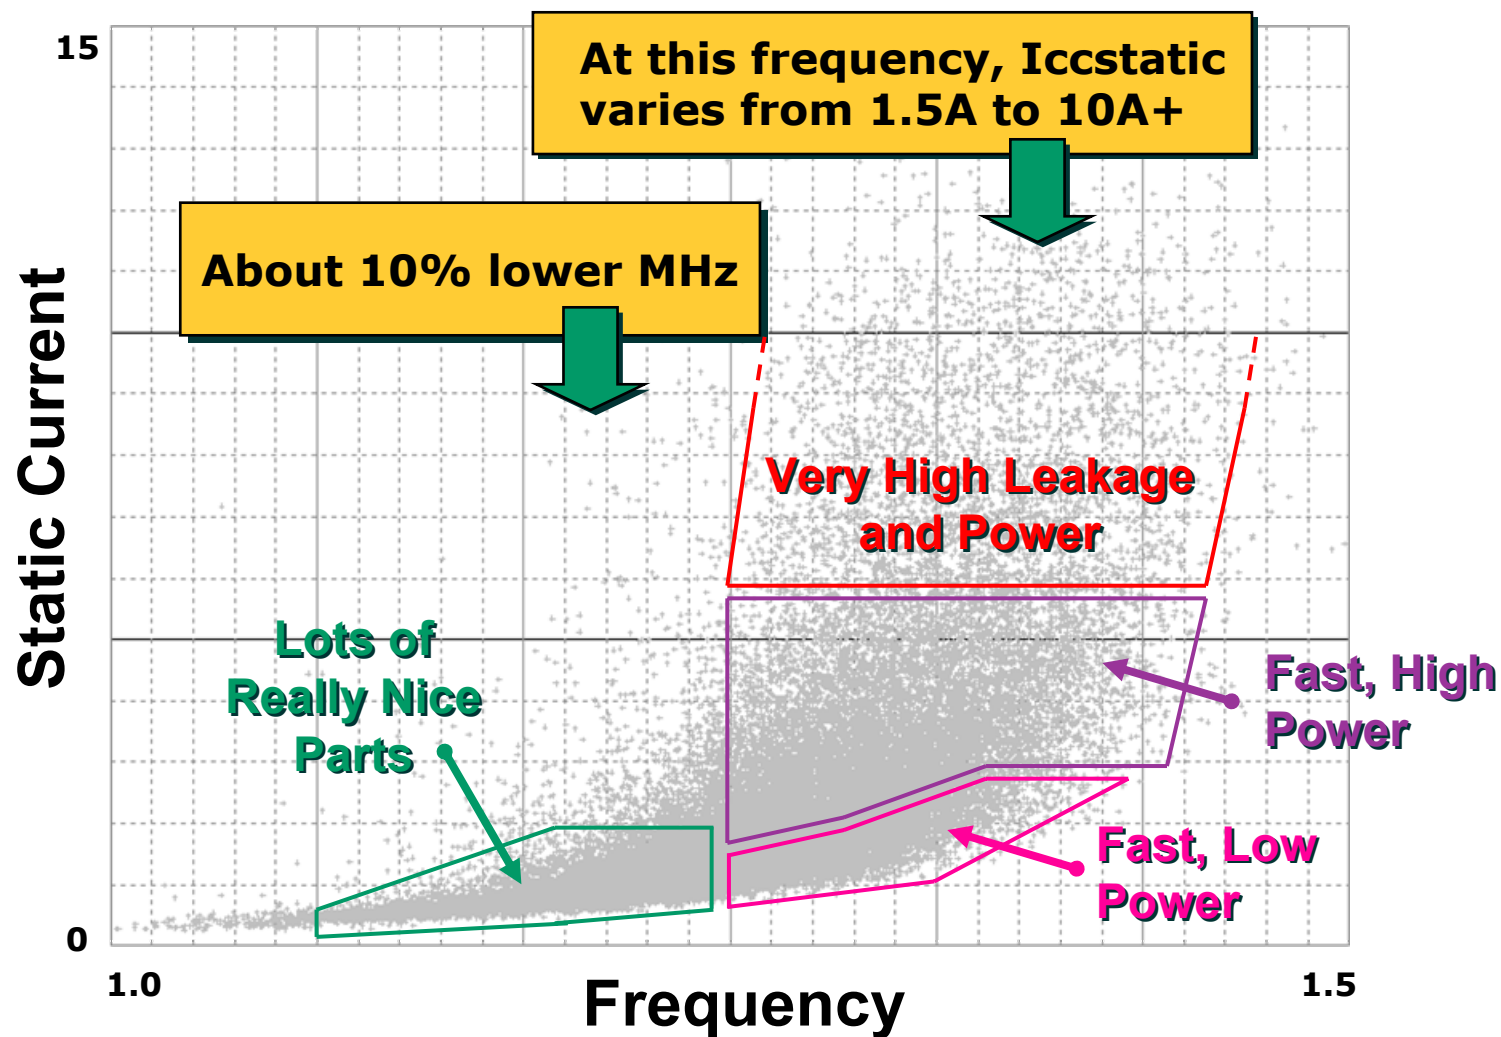 15
At this frequency, Iccstatic
varies from 1.5A to 10A+
About 10% lower MHz
Static Current
Very High Leakage
and Power
Lots of
Really Nice
Parts
Fast, High
Power
Fast, Low
Power
0
1.0
Frequency
1.5